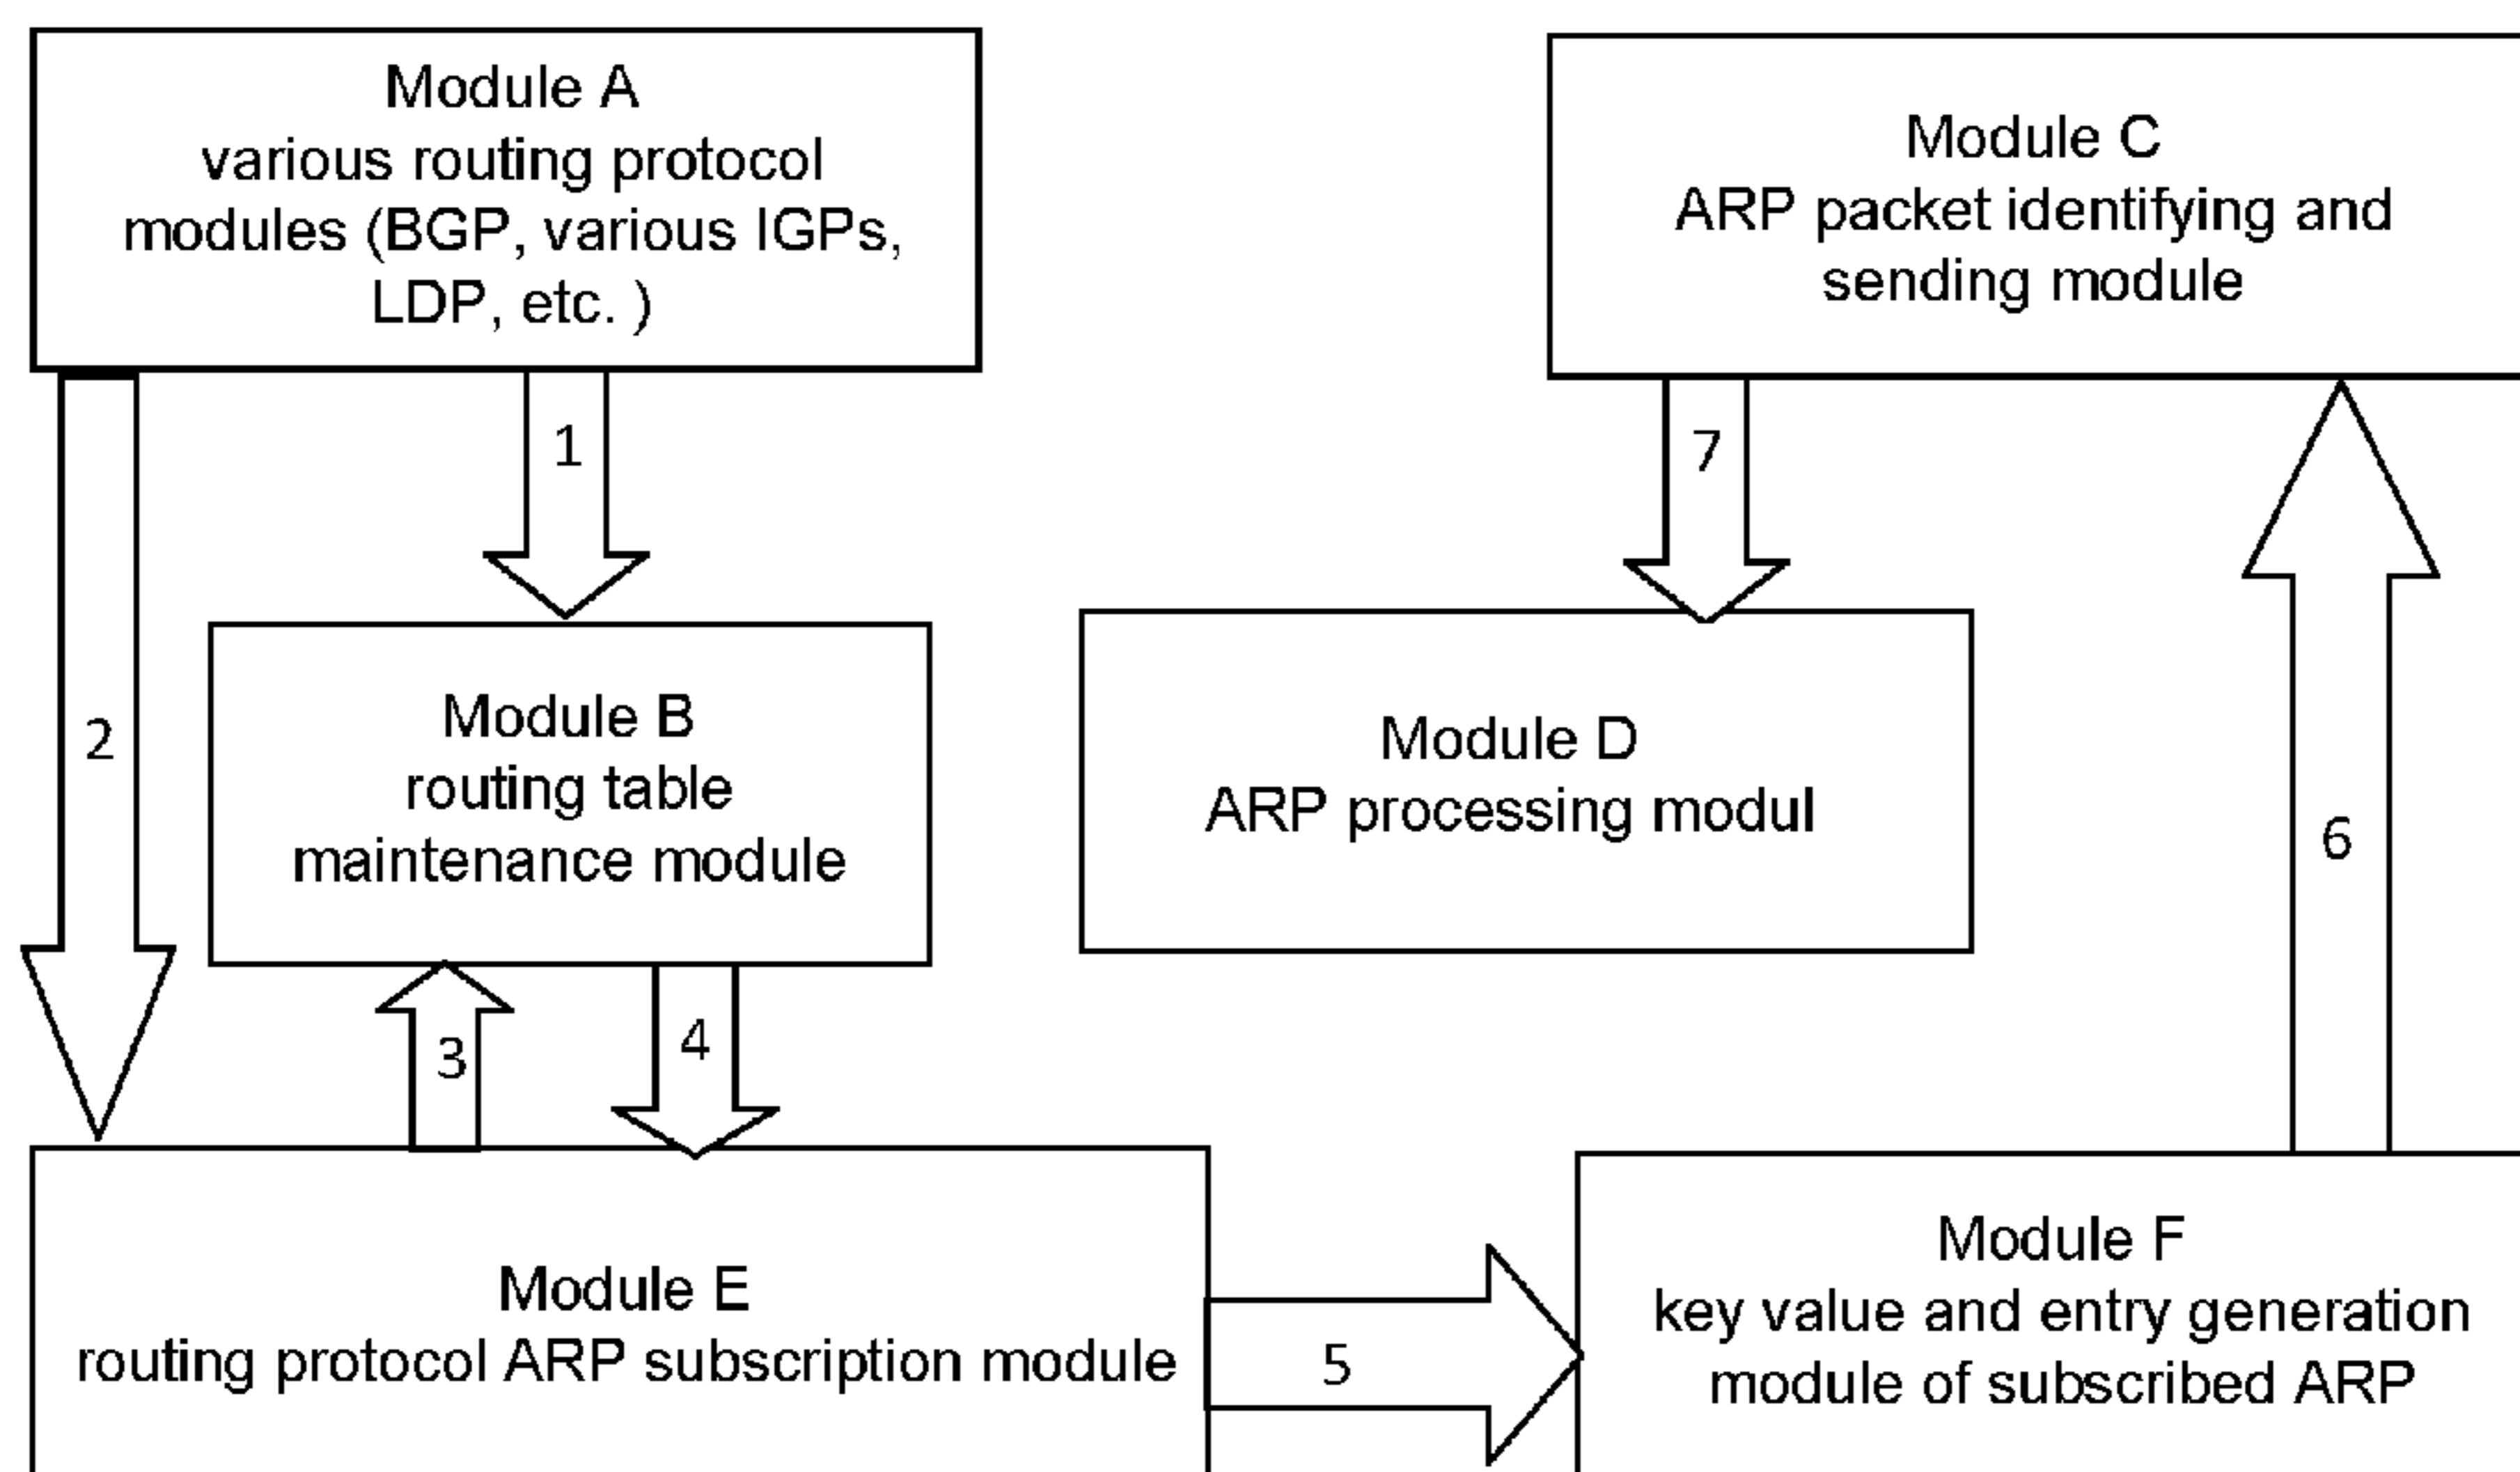 Module A
various routing protocol
modules (BGP, various IGPs,
LDP, etc. )
Module C
ARP packet identifying and
sending module
1
7
2
Module B
routing table
maintenance module
Module D
ARP processing modul
6
3
4
Module E
routing protocol ARP subscription module
5
Module F
key value and entry generation
module of subscribed ARP